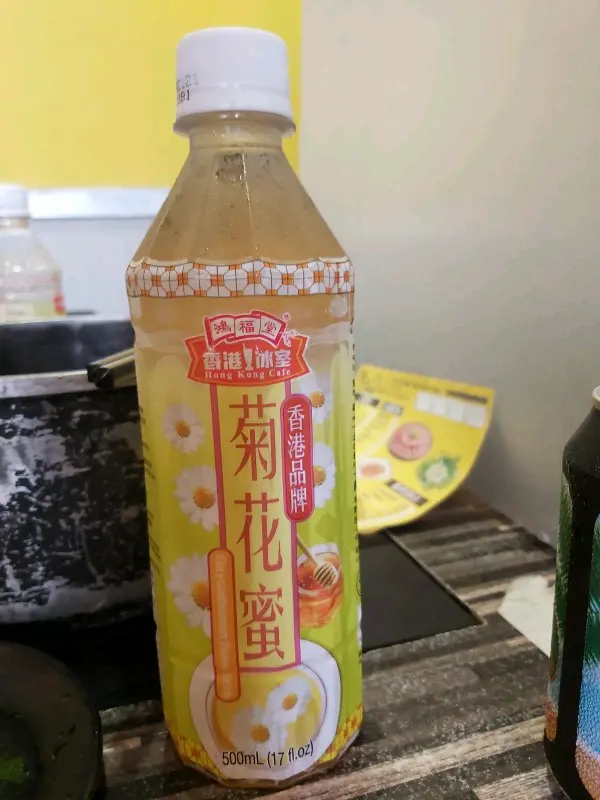 鴻福堂
香港冰室
Hong Kong Cafe
菊花蜜
香港品牌
500mL (17 fl.oz)